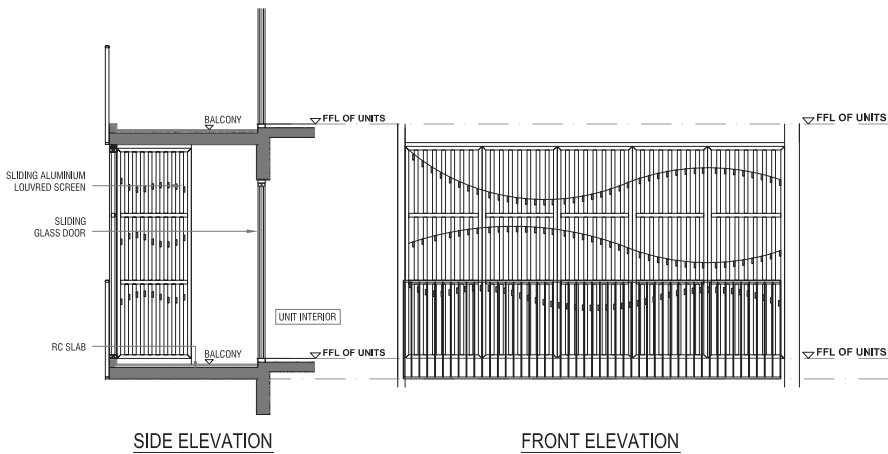 BALCONY
FFL OF UNITS
FFL OF UNITS
SLIDING ALUMINIUM
LOUVRED SCREEN
SLIDING
GLASS DOOR
UNIT INTERIOR
RC SLAB
BALCONY
FFL OF UNITS
FFL OF UNITS
SIDE ELEVATION
FRONT ELEVATION